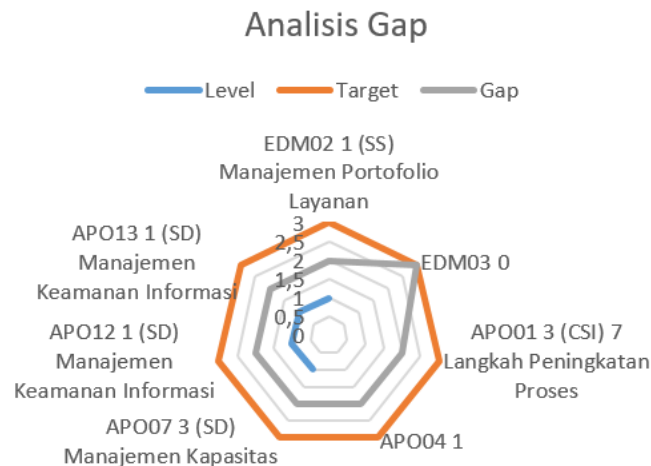 Analisis Gap
Level Target Gap
EDM02 1 (SS)
Manajemen Portofolio
Layanan
3
2,5
2
1,5
1
0,5
0
EDM03 0
APO01 3 (CSI) 7
Langkah Peningkatan
Proses
APO04 1
APO07 3 (SD)
Manajemen Kapasitas
APO12 1 (SD)
Manajemen
Keamanan Informasi
APO13 1 (SD)
Manajemen
Keamanan Informasi